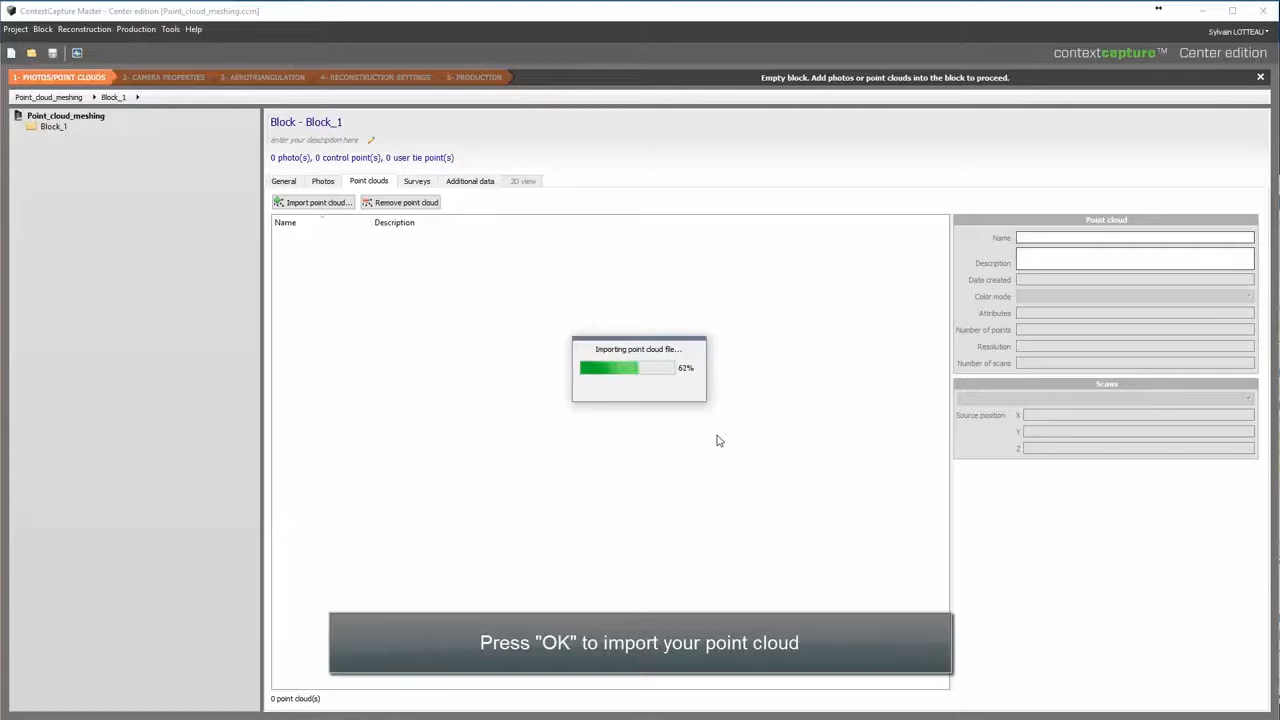 ContextCapture Master - Center edition [Point_cloud_meshing.ccm]
Project Block Reconstruction Production Tools Help
Sylvain LOTTEAU
contextcapture™ Center edition
1- PHOTOS/POINT CLOUDS 2- CAMERA PROPERTIES 3- AEROTRIANGULATION 4- RECONSTRUCTION SETTINGS 5- PRODUCTION
Empty block. Add photos or point clouds into the block to proceed.
Point_cloud_meshing Block_1
Point_cloud_meshing
Block_1
Block - Block_1
enter your description here
0 photo(s), 0 control point(s), 0 user tie point(s)
General Photos Point clouds Surveys Additional data 3D view
Import point cloud... Remove point cloud
Name Description
Point cloud
Name
Description
Date created
Color mode
Attributes
Number of points
Resolution
Number of scans
Scans
Source position X
Y
Z
Importing point cloud file...
62%
Press "OK" to import your point cloud
0 point cloud(s)